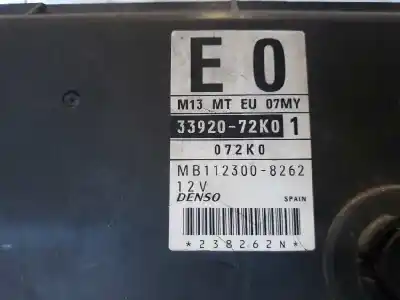 E 0
M13 MT EU 07MY
33920-72K0 1
072K0
MB112300-8262
12V
DENSO SPAIN
*238262N*